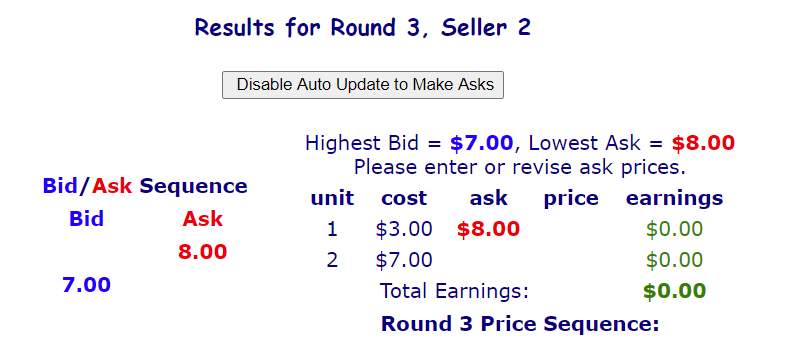 Results for Round 3, Seller 2
Disable Auto Update to Make Asks
Highest Bid = $7.00, Lowest Ask = $8.00
Please enter or revise ask prices.
Bid/Ask Sequence
Bid Ask
8.00
7.00
unit cost ask price earnings
1 $3.00 $8.00 $0.00
2 $7.00 $0.00
Total Earnings: $0.00
Round 3 Price Sequence: